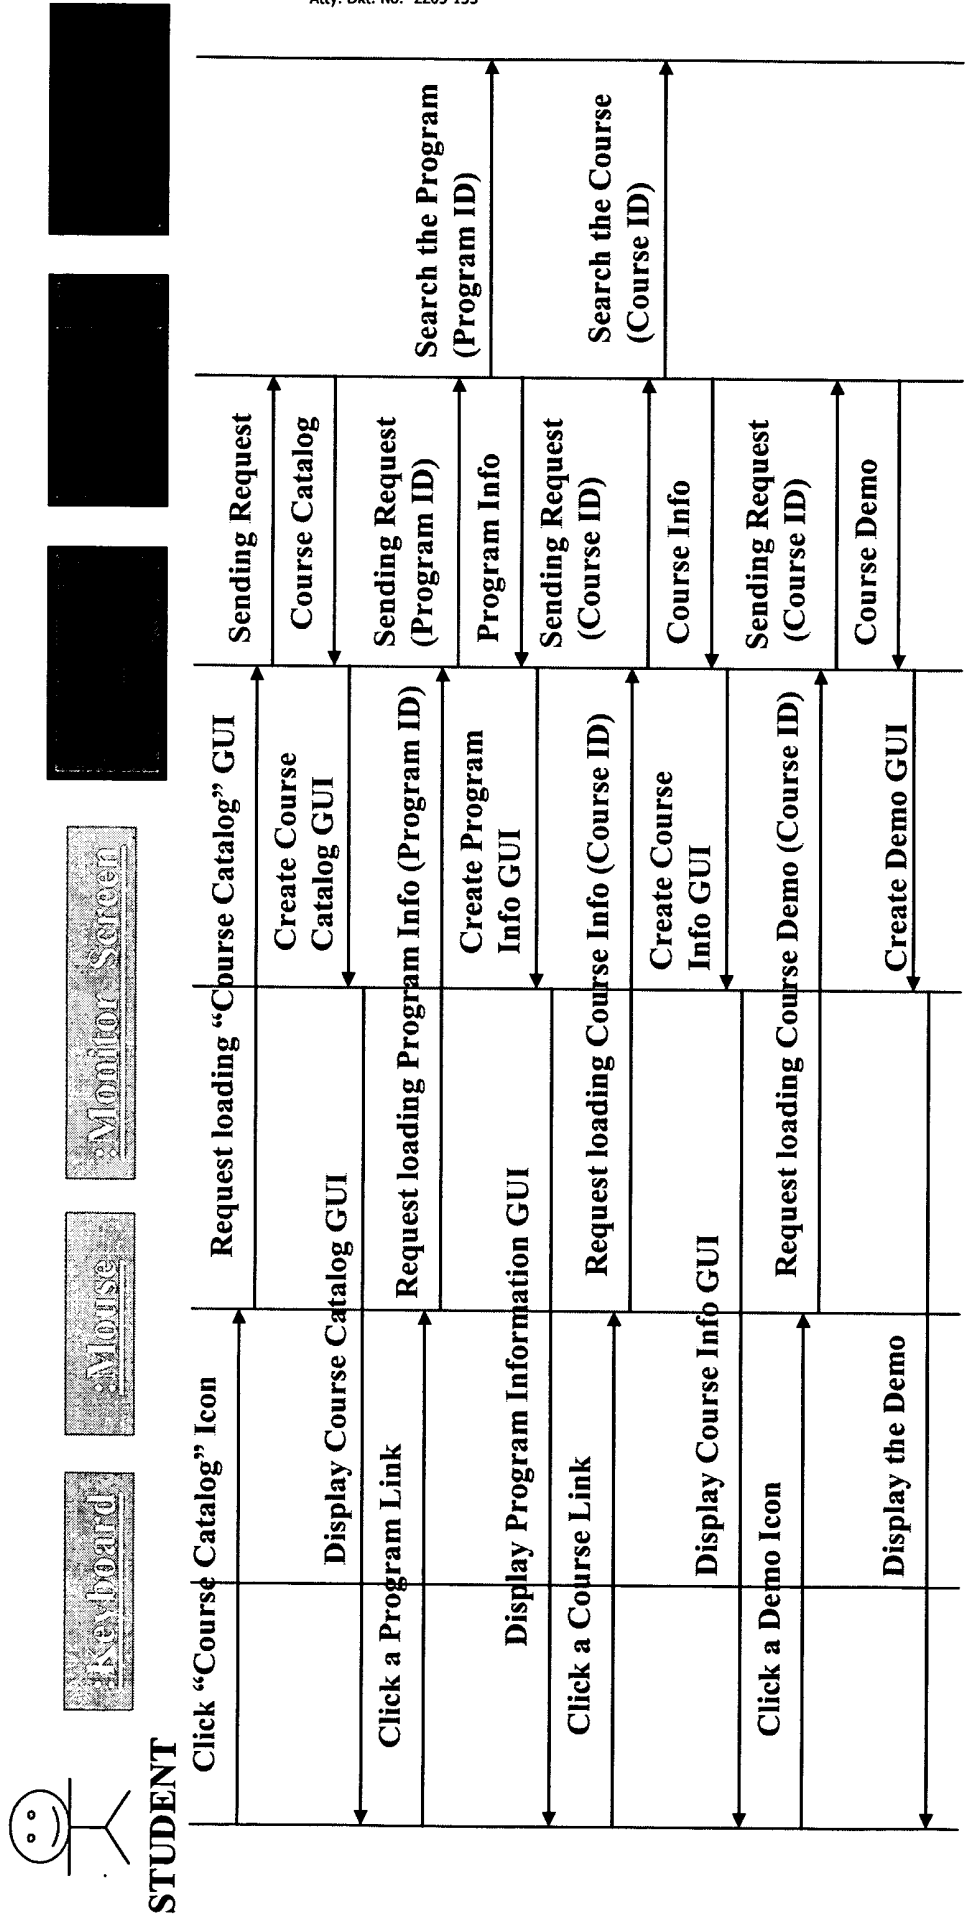 Atty. Dkt. No. 2203-133
STUDENT
:Keyboard
:Mouse
:Monitor Screen
Click “Course Catalog” Icon
Request loading “Course Catalog” GUI
Sending Request
Course Catalog
Create Course
Catalog GUI
Display Course Catalog GUI
Click a Program Link
Request loading Program Info (Program ID)
Sending Request
(Program ID)
Search the Program
(Program ID)
Program Info
Create Program
Info GUI
Display Program Information GUI
Click a Course Link
Request loading Course Info (Course ID)
Sending Request
(Course ID)
Search the Course
(Course ID)
Course Info
Create Course
Info GUI
Display Course Info GUI
Click a Demo Icon
Request loading Course Demo (Course ID)
Sending Request
(Course ID)
Course Demo
Create Demo GUI
Display the Demo